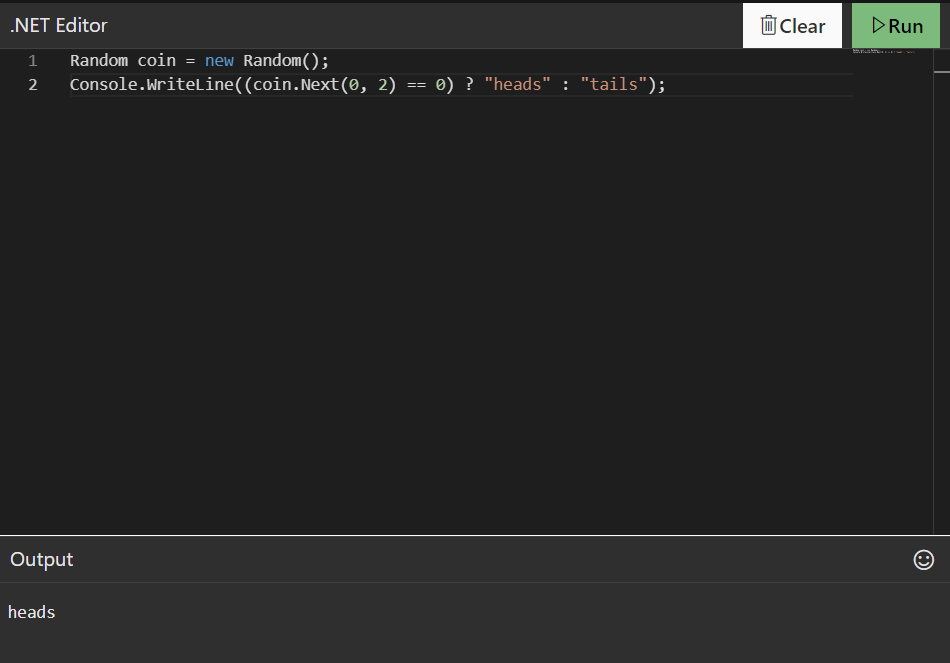 .NET Editor
Clear
Run
1 Random coin = new Random();
2 Console.WriteLine((coin.Next(0, 2) == 0) ? "heads" : "tails");
Output
heads